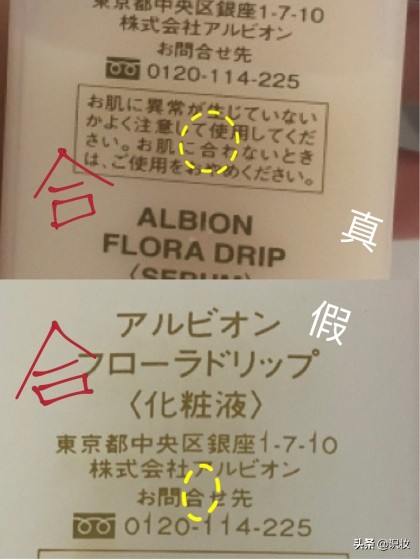 東京都中央区銀座1-7-10
株式会社アルビオン
お問合せ先
0120-114-225
お肌に異常が生じていない
かよく注意して使用してくだ
さい。お肌に合わないとき
は、ご使用をおやめください。
合
ALBION
FLORA DRIP
〈SERUM〉
真
アルビオン
フローラドリップ
〈化粧液〉
合
假
東京都中央区銀座1-7-10
株式会社アルビオン
お問合せ先
0120-114-225
头条 @识妆